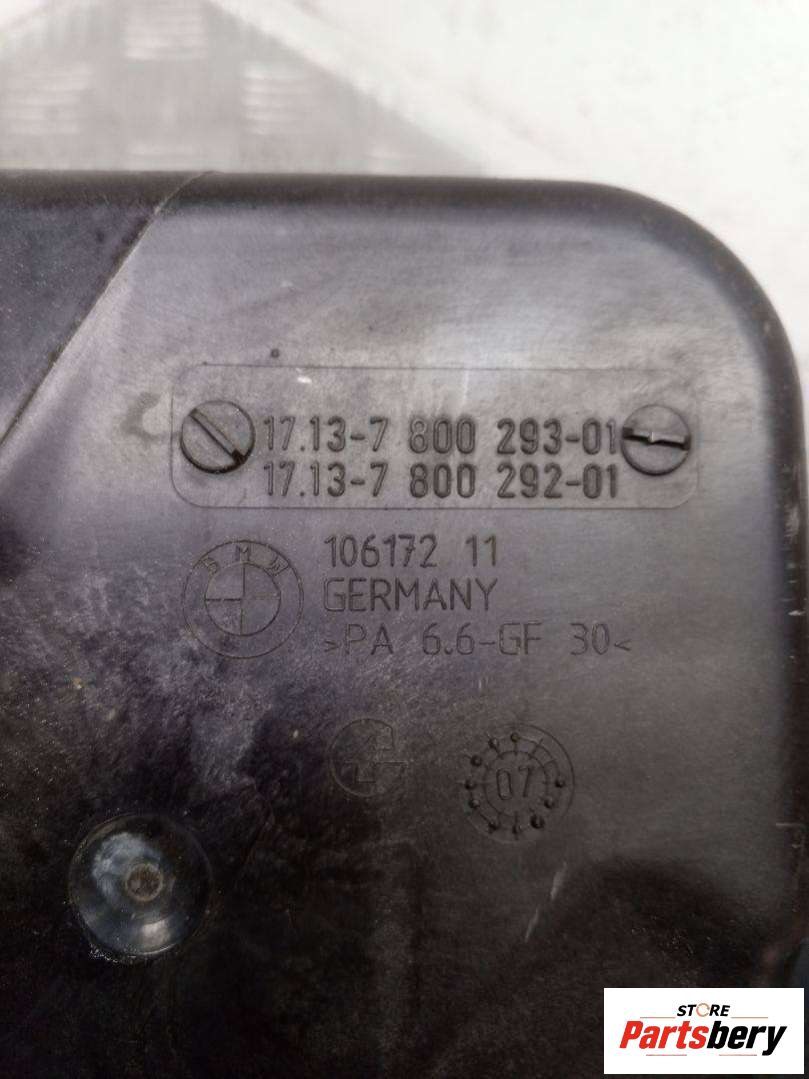 17.13-7 800 293-01
17.13-7 800 292-01
BMW
106172 11
GERMANY
>PA 6.6-GF 30<
07
STORE
Partsbery